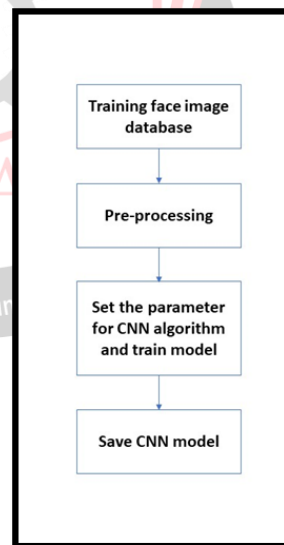 Training face image
database
Pre-processing
Set the parameter
for CNN algorithm
and train model
Save CNN model